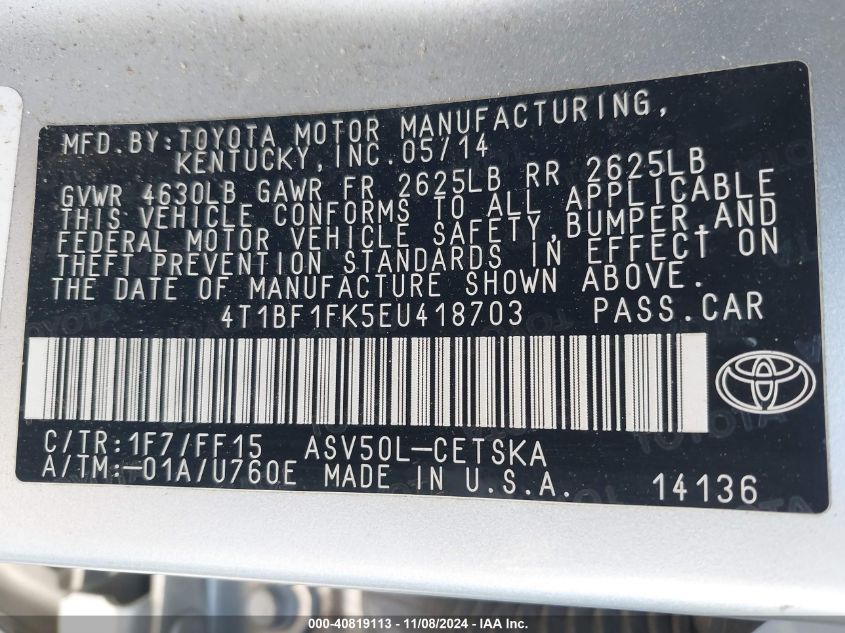 MFD.BY:TOYOTA MOTOR MANUFACTURING,
KENTUCKY,INC.05/14
GVWR 4630LB GAWR FR 2625LB RR 2625LB
THIS VEHICLE CONFORMS TO ALL APPLICABLE
FEDERAL MOTOR VEHICLE SAFETY,BUMPER,AND
THEFT PREVENTION STANDARDS IN EFFECT ON
THE DATE OF MANUFACTURE SHOWN ABOVE.
4T1BF1FK5EU418703 PASS.CAR
C/TR:1F7/FF15 ASV50L-CETSKA
A/TM:-01A/U760E MADE IN U.S.A. 14136
000-40819113 - 11/08/2024 - IAAI.com